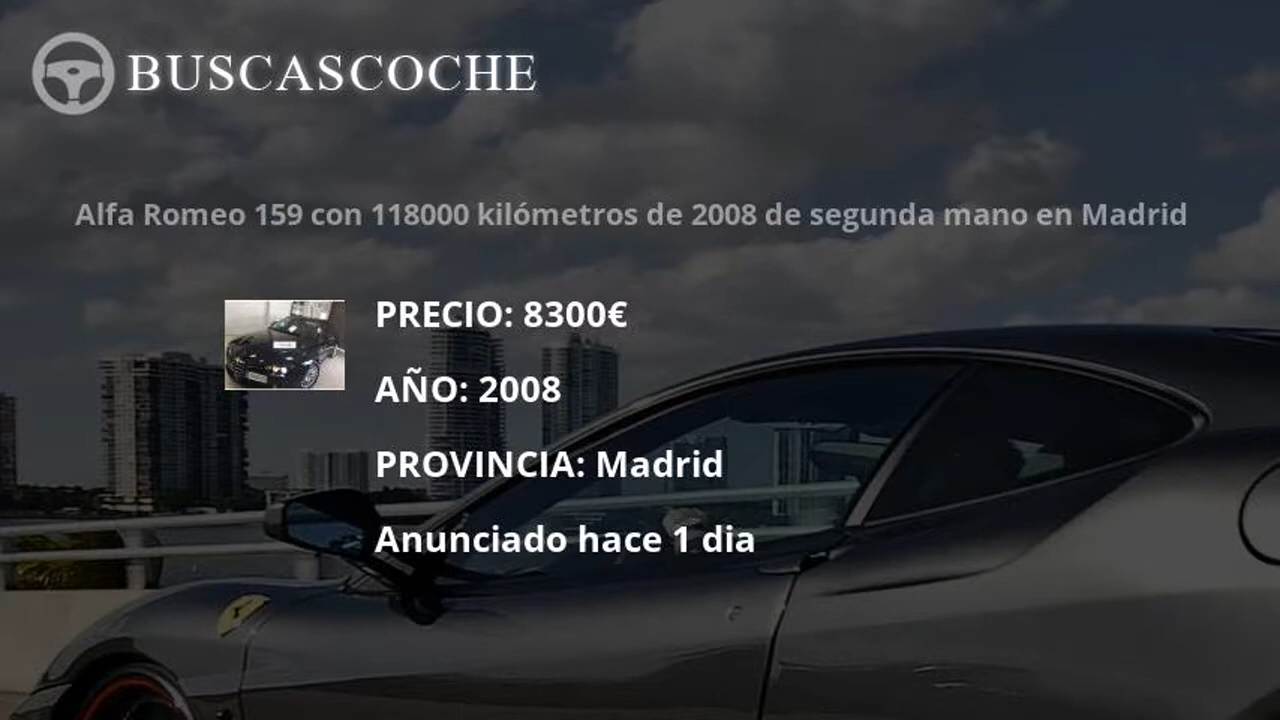 BUSCASCOCHE
Alfa Romeo 159 con 118000 kilómetros de 2008 de segunda mano en Madrid
PRECIO: 8300€
AÑO: 2008
PROVINCIA: Madrid
Anunciado hace 1 dia